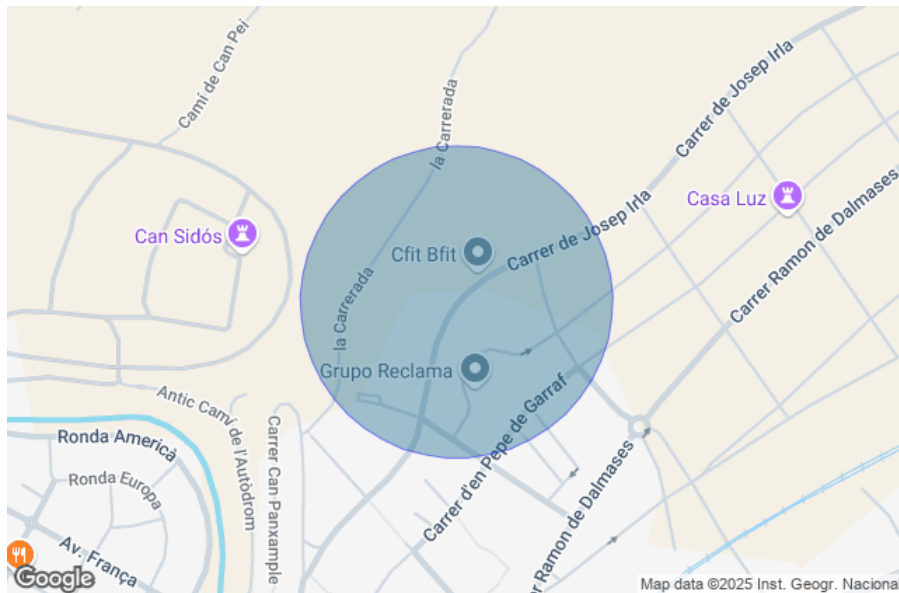 Camí de Can Pei
la Carrerada
Carrer de Josep Irla
Casa Luz
Can Sidós
Cfit Bfit
Carrer de Josep Irla
Carrer Ramon de Dalmases
la Carrerada
Grupo Reclama
Antic Camí de l'Autòdrom
Ronda Amèrica
Carrer Can Panxample
Carrer d'en Pepe de Garraf
Ronda Europa
er Ramon de Dalmases
Av. França
Google
Map data ©2025 Inst. Geogr. Nacional